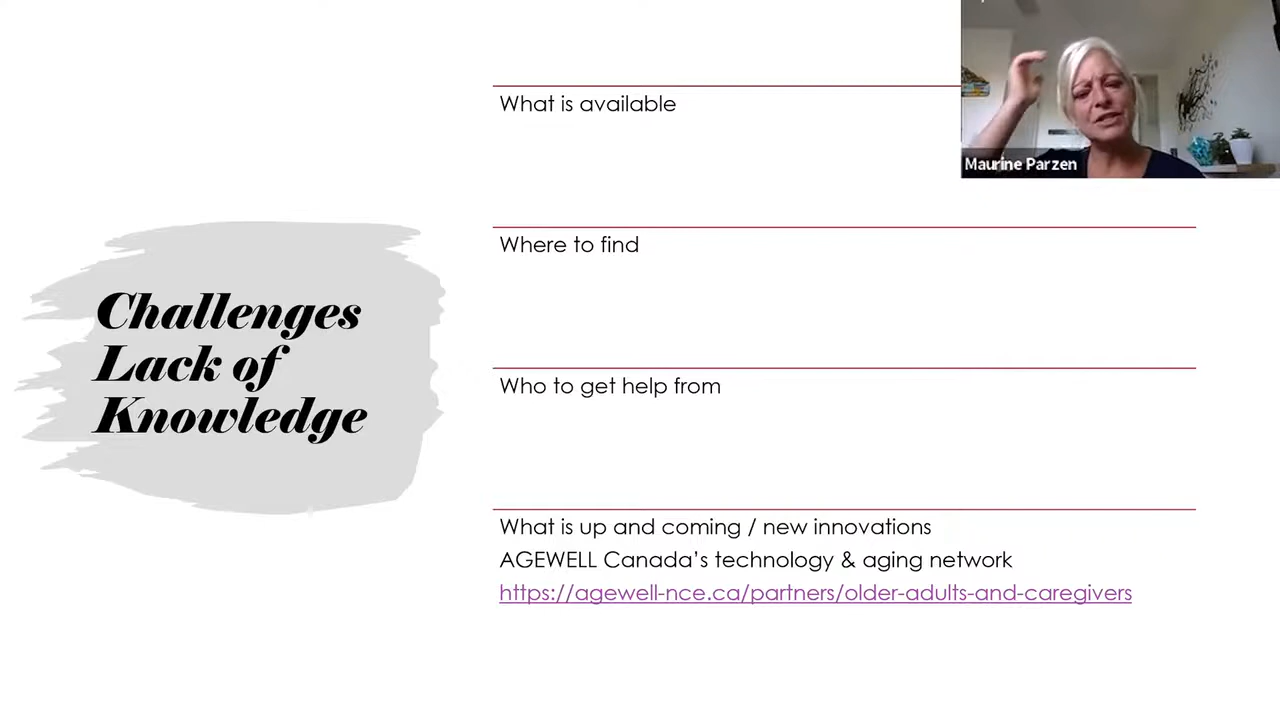 What is available
Maurine Parzen
Where to find
Challenges
Lack of
Knowledge
Who to get help from
What is up and coming / new innovations
AGEWELL Canada's technology & aging network
https://agewell-nce.ca/partners/older-adults-and-caregivers